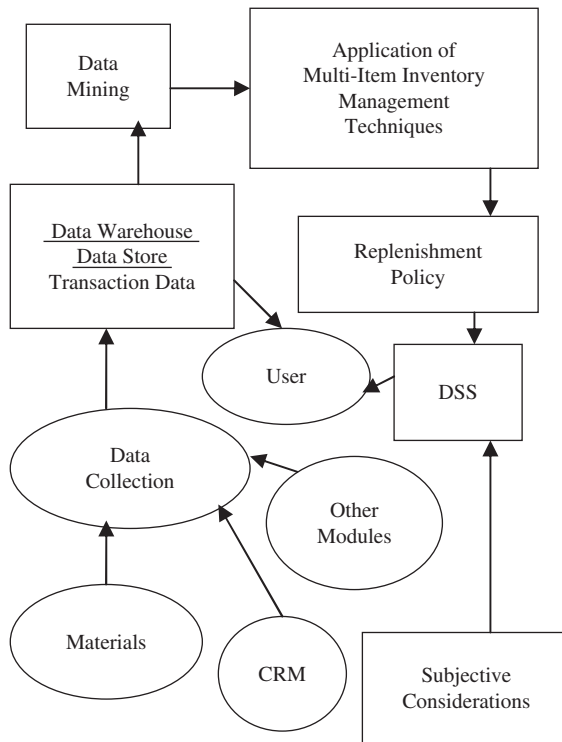 Data
Mining
Application of
Multi-Item Inventory
Management
Techniques
Data Warehouse
Data Store
Transaction Data
Replenishment
Policy
User
DSS
Data
Collection
Other
Modules
Materials
CRM
Subjective
Considerations